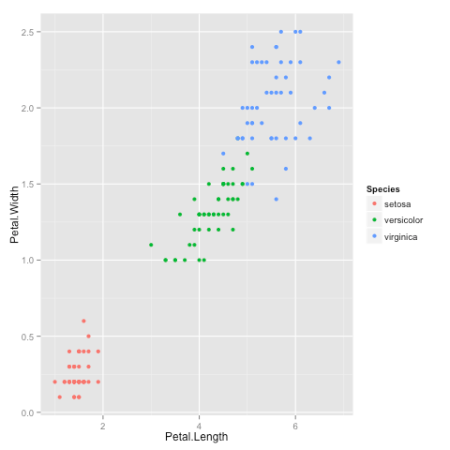 2.5
2.0
1.5
1.0
0.5
0.0
Petal.Width
2 4 6
Petal.Length
Species
setosa
versicolor
virginica